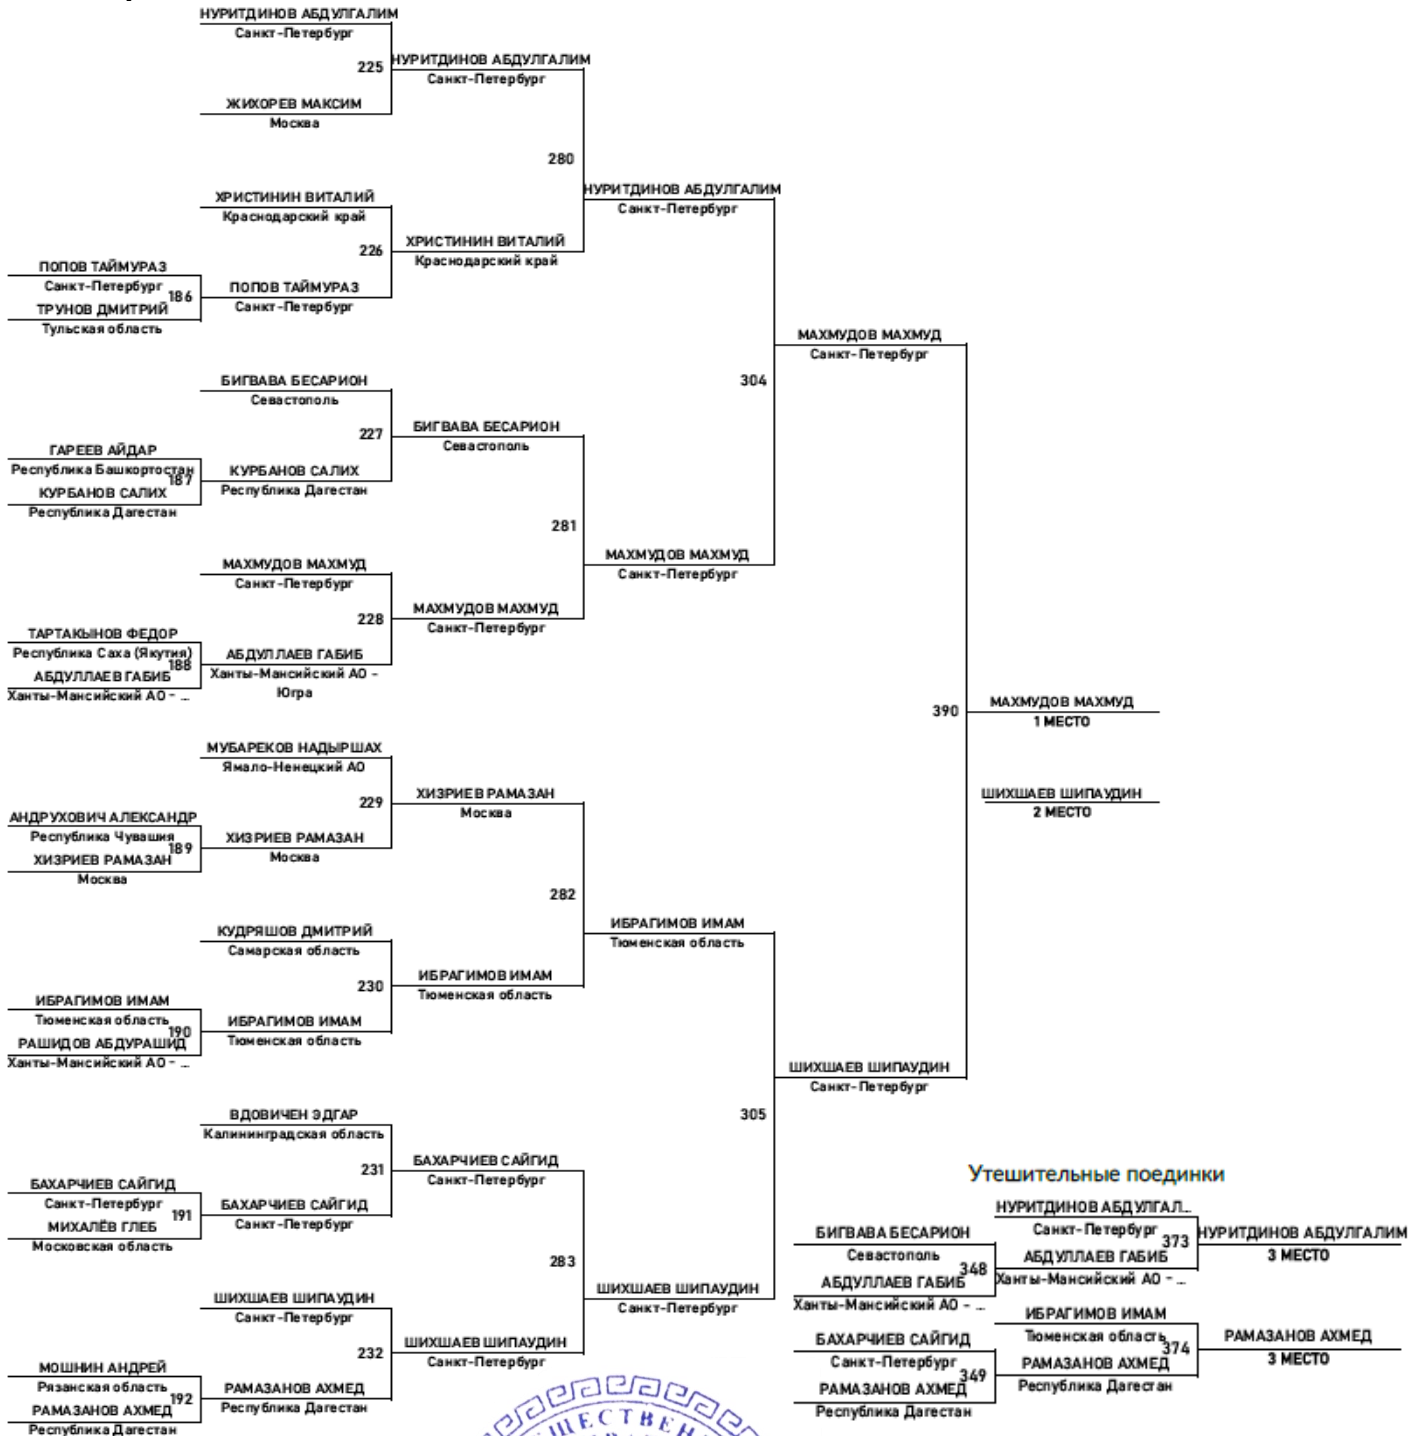 НУРИТДИНОВ АБДУЛГАЛИМ
Санкт-Петербург
225
ЖИХОРЕВ МАКСИМ
Москва
НУРИТДИНОВ АБДУЛГАЛИМ
Санкт-Петербург
280
ХРИСТИНИН ВИТАЛИЙ
Краснодарский край
226
ПОПОВ ТАЙМУРАЗ
Санкт-Петербург
186
ТРУНОВ ДМИТРИЙ
Тульская область
ПОПОВ ТАЙМУРАЗ
Санкт-Петербург
ХРИСТИНИН ВИТАЛИЙ
Краснодарский край
НУРИТДИНОВ АБДУЛГАЛИМ
Санкт-Петербург
304
БИГВАВА БЕСАРИОН
Севастополь
227
ГАРЕЕВ АЙДАР
Республика Башкортостан
187
КУРБАНОВ САЛИХ
Республика Дагестан
КУРБАНОВ САЛИХ
Республика Дагестан
БИГВАВА БЕСАРИОН
Севастополь
281
МАХМУДОВ МАХМУД
Санкт-Петербург
228
ТАРТАКЫНОВ ФЕДОР
Республика Саха (Якутия)
188
АБДУЛЛАЕВ ГАБИБ
Ханты-Мансийский АО - ...
АБДУЛЛАЕВ ГАБИБ
Ханты-Мансийский АО -
Югра
МАХМУДОВ МАХМУД
Санкт-Петербург
МАХМУДОВ МАХМУД
Санкт-Петербург
МАХМУДОВ МАХМУД
Санкт-Петербург
390
МАХМУДОВ МАХМУД
1 МЕСТО
ШИХШАЕВ ШИПАУДИН
2 МЕСТО
МУБАРЕКОВ НАДЫРШАХ
Ямало-Ненецкий АО
229
АНДРУХОВИЧ АЛЕКСАНДР
Республика Чувашия
189
ХИЗРИЕВ РАМАЗАН
Москва
ХИЗРИЕВ РАМАЗАН
Москва
ХИЗРИЕВ РАМАЗАН
Москва
282
КУДРЯШОВ ДМИТРИЙ
Самарская область
230
ИБРАГИМОВ ИМАМ
Тюменская область
190
РАШИДОВ АБДУРАШИД
Ханты-Мансийский АО - ...
ИБРАГИМОВ ИМАМ
Тюменская область
ИБРАГИМОВ ИМАМ
Тюменская область
ИБРАГИМОВ ИМАМ
Тюменская область
305
ВДОВИЧЕН ЭДГАР
Калининградская область
231
БАХАРЧИЕВ САЙГИД
Санкт-Петербург
191
МИХАЛЁВ ГЛЕБ
Московская область
БАХАРЧИЕВ САЙГИД
Санкт-Петербург
БАХАРЧИЕВ САЙГИД
Санкт-Петербург
283
ШИХШАЕВ ШИПАУДИН
Санкт-Петербург
232
МОШНИН АНДРЕЙ
Рязанская область
192
РАМАЗАНОВ АХМЕД
Республика Дагестан
РАМАЗАНОВ АХМЕД
Республика Дагестан
ШИХШАЕВ ШИПАУДИН
Санкт-Петербург
ШИХШАЕВ ШИПАУДИН
Санкт-Петербург
ШИХШАЕВ ШИПАУДИН
Санкт-Петербург
Утешительные поединки
НУРИТДИНОВ АБДУЛГАЛ...
Санкт-Петербург
373
НУРИТДИНОВ АБДУЛГАЛИМ
3 МЕСТО
БИГВАВА БЕСАРИОН
Севастополь
348
АБДУЛЛАЕВ ГАБИБ
Ханты-Мансийский АО - ...
АБДУЛЛАЕВ ГАБИБ
Ханты-Мансийский АО - ...
ИБРАГИМОВ ИМАМ
Тюменская область
374
РАМАЗАНОВ АХМЕД
3 МЕСТО
БАХАРЧИЕВ САЙГИД
Санкт-Петербург
349
РАМАЗАНОВ АХМЕД
Республика Дагестан
РАМАЗАНОВ АХМЕД
Республика Дагестан